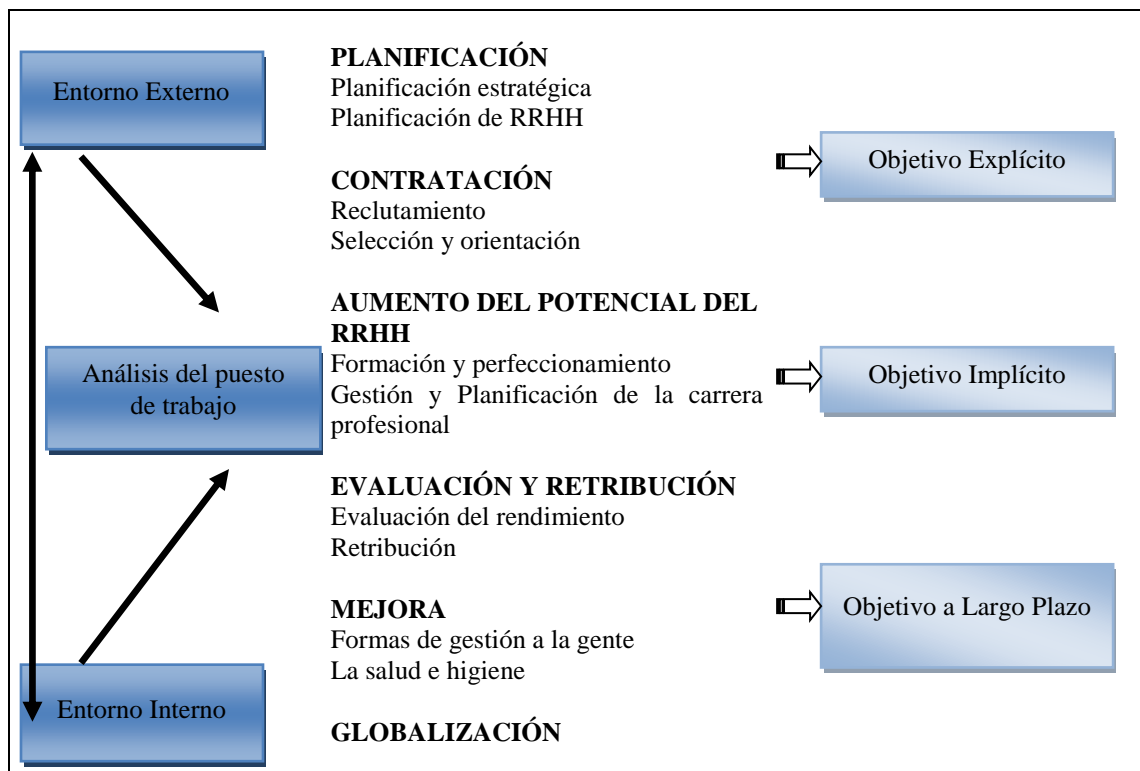 Entorno Externo
Análisis del puesto
de trabajo
Entorno Interno
PLANIFICACIÓN
Planificación estratégica
Planificación de RRHH
CONTRATACIÓN
Reclutamiento
Selección y orientación
AUMENTO DEL POTENCIAL DEL
RRHH
Formación y perfeccionamiento
Gestión y Planificación de la carrera
profesional
EVALUACIÓN Y RETRIBUCIÓN
Evaluación del rendimiento
Retribución
MEJORA
Formas de gestión a la gente
La salud e higiene
GLOBALIZACIÓN
Objetivo Explícito
Objetivo Implícito
Objetivo a Largo Plazo